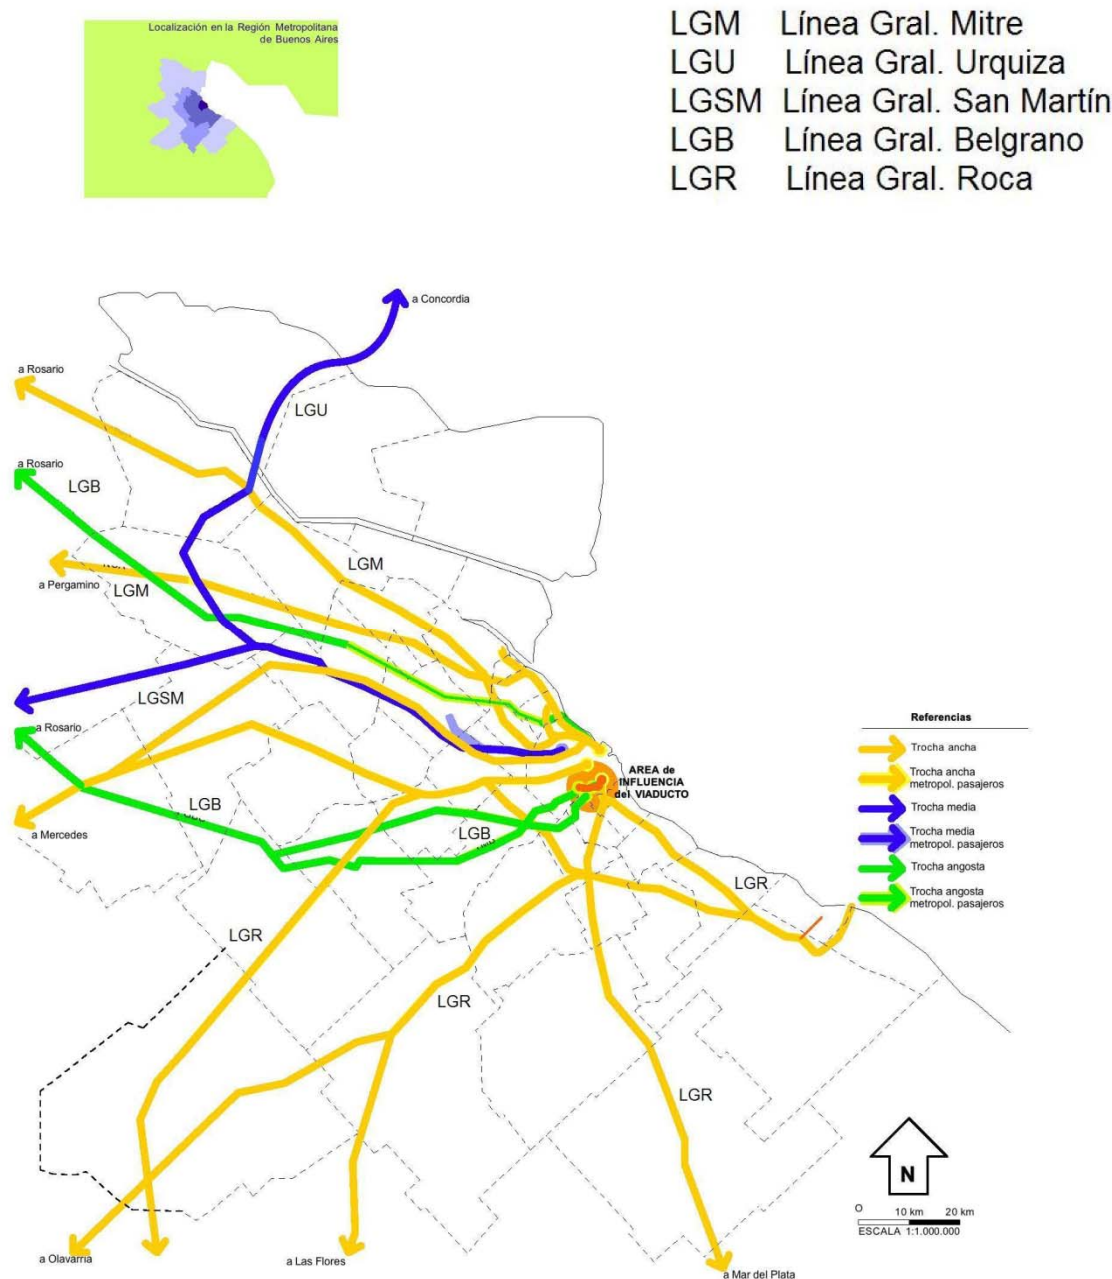 Localización en la Región Metropolitana
de Buenos Aires
LGM Línea Gral. Mitre
LGU Línea Gral. Urquiza
LGSM Línea Gral. San Martín
LGB Línea Gral. Belgrano
LGR Línea Gral. Roca
a Concordia
a Rosario
LGU
a Rosario
LGB
LGM
a Pergamino
LGM
LGSM
a Rosario
Referencias
Trocha ancha
Trocha ancha
metropol. pasajeros
Trocha media
Trocha media
metropol. pasajeros
Trocha angosta
Trocha angosta
metropol. pasajeros
AREA de
INFLUENCIA
del VIADUCTO
LGB
a Mercedes
LGB
LGR
LGR
LGR
LGR
N
O 10 km 20 km
ESCALA 1:1.000.000
a Olavarria
a Las Flores
a Mar del Plata